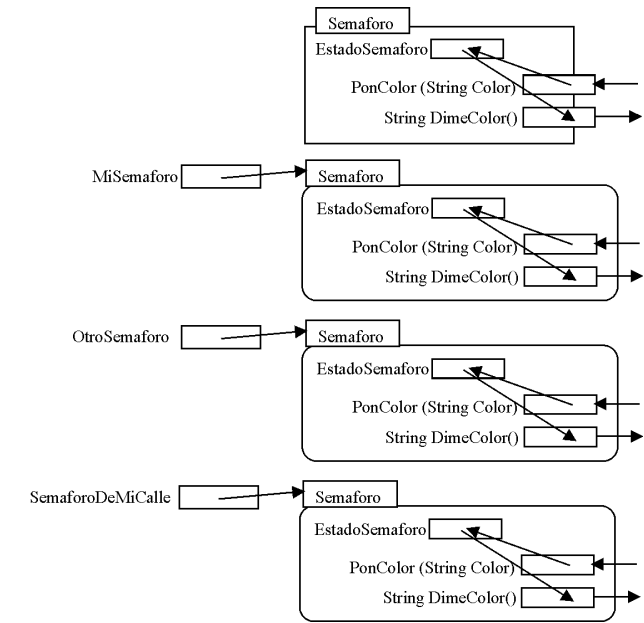 Semaforo
EstadoSemaforo
PonColor (String Color)
String DimeColor()
MiSemaforo
Semaforo
EstadoSemaforo
PonColor (String Color)
String DimeColor()
OtroSemaforo
Semaforo
EstadoSemaforo
PonColor (String Color)
String DimeColor()
SemaforoDeMiCalle
Semaforo
EstadoSemaforo
PonColor (String Color)
String DimeColor()